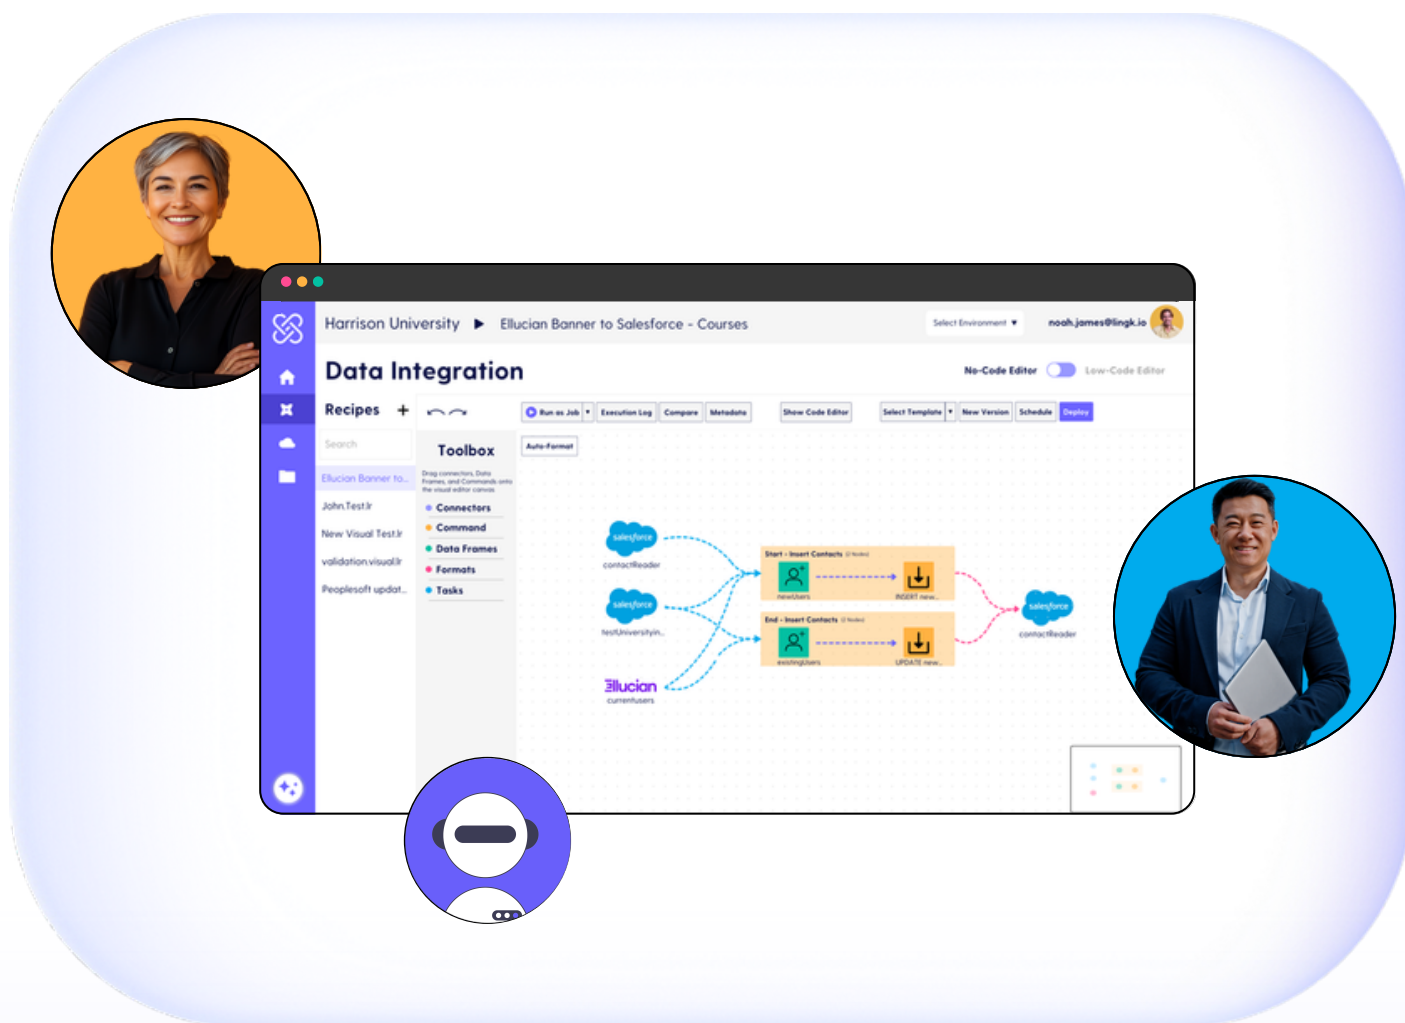 Harrison University ▶ Ellucian Banner to Salesforce - Courses
Select Environment ▼
noah.james@lingk.io
Data Integration
No-Code Editor
Low-Code Editor
Recipes +
Run as Job ▼
Execution Log
Compare
Metadata
Show Code Editor
Select Template ▼
New Version
Schedule
Deploy
Search
Ellucian Banner to...
John.Test.lr
New Visual Test.lr
validation.visual.lr
Peoplesoft updat...
Toolbox
Drag connectors, Data
Frames, and Commands onto
the visual editor canvas
Connectors
Command
Data Frames
Formats
Tasks
Auto-Format
salesforce
contactReader
salesforce
testUniversityin...
Ellucian
currentusers
Start - Insert Contacts (2 Nodes)
newUsers
INSERT new...
End - Insert Contacts (2 Nodes)
existingUsers
UPDATE new...
salesforce
contactReader